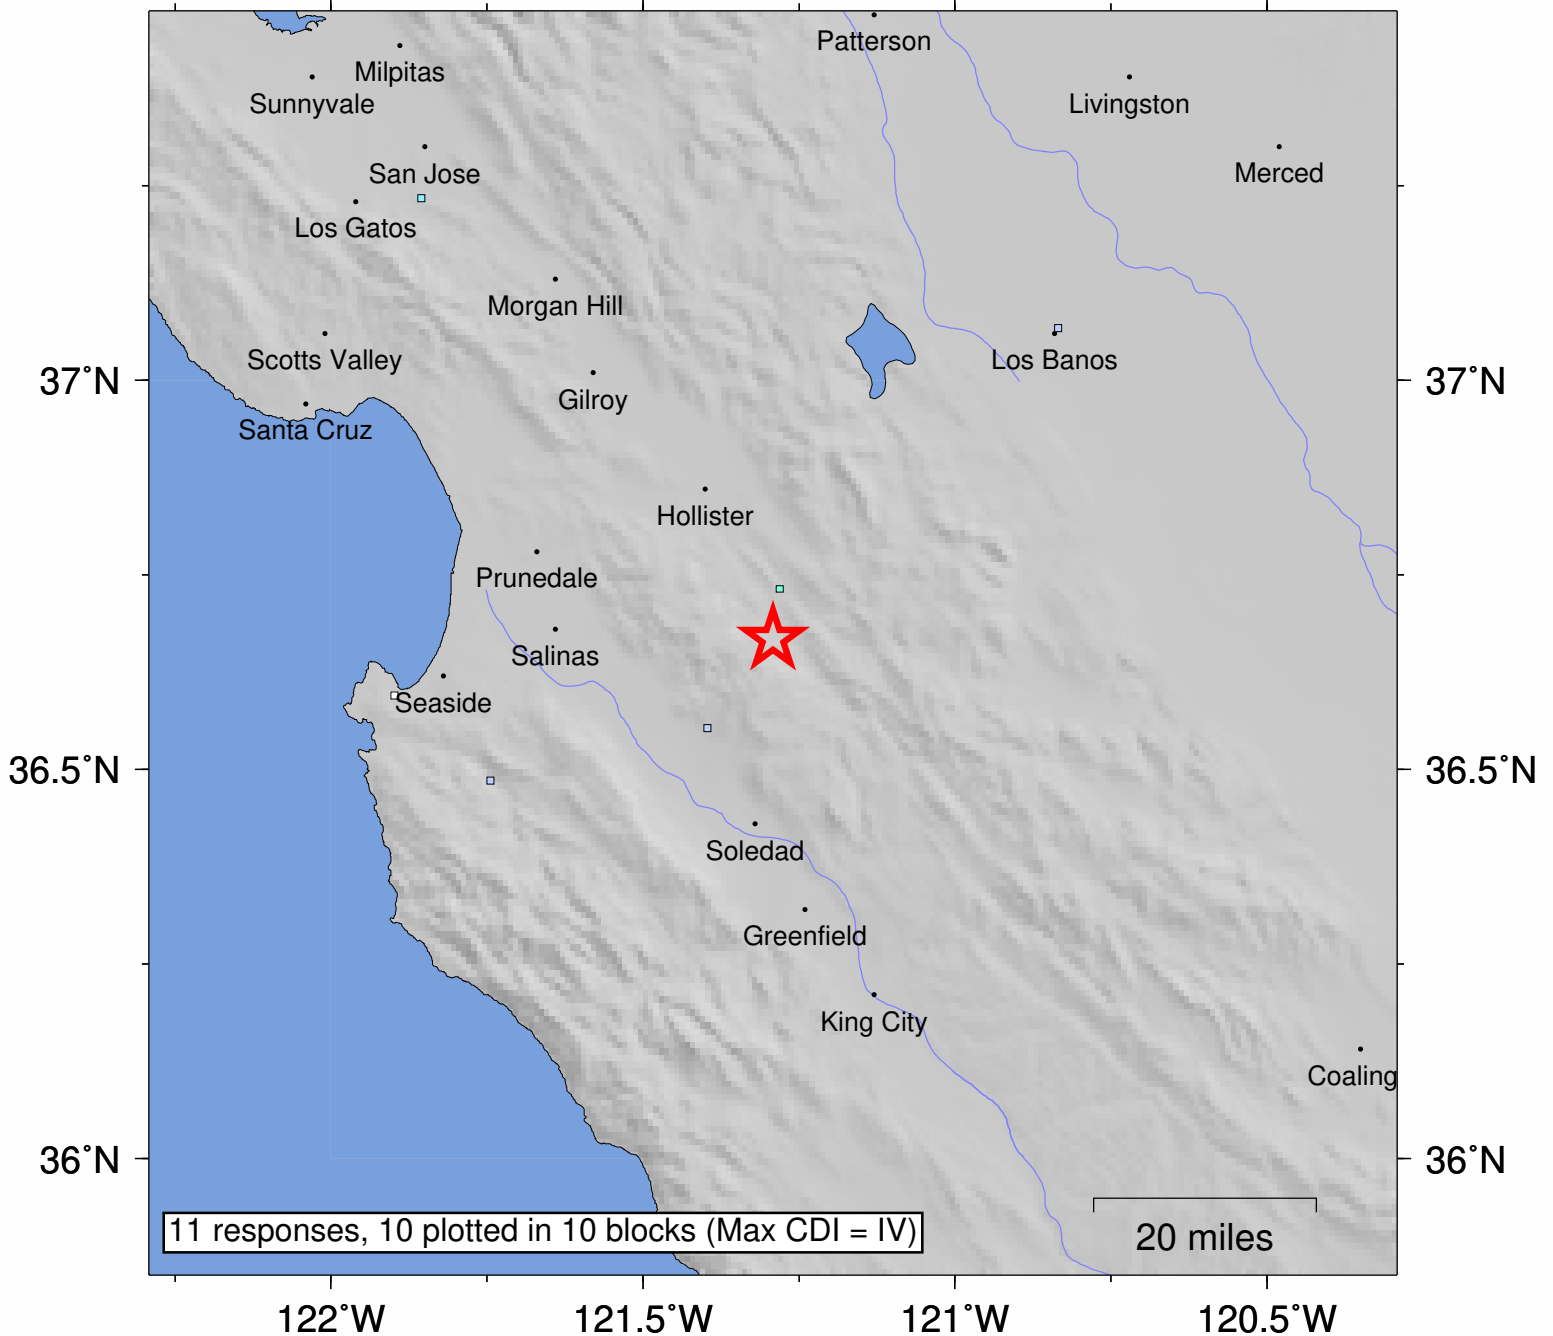 Patterson
Milpitas
Sunnyvale
Livingston
San Jose
Merced
Los Gatos
Morgan Hill
Scotts Valley
Los Banos
37˚N
37˚N
Gilroy
Santa Cruz
Hollister
Prunedale
Salinas
Seaside
36.5˚N
36.5˚N
Soledad
Greenfield
King City
Coaling
36˚N
36˚N
11 responses, 10 plotted in 10 blocks (Max CDI = IV)
20 miles
122˚W
121.5˚W
121˚W
120.5˚W